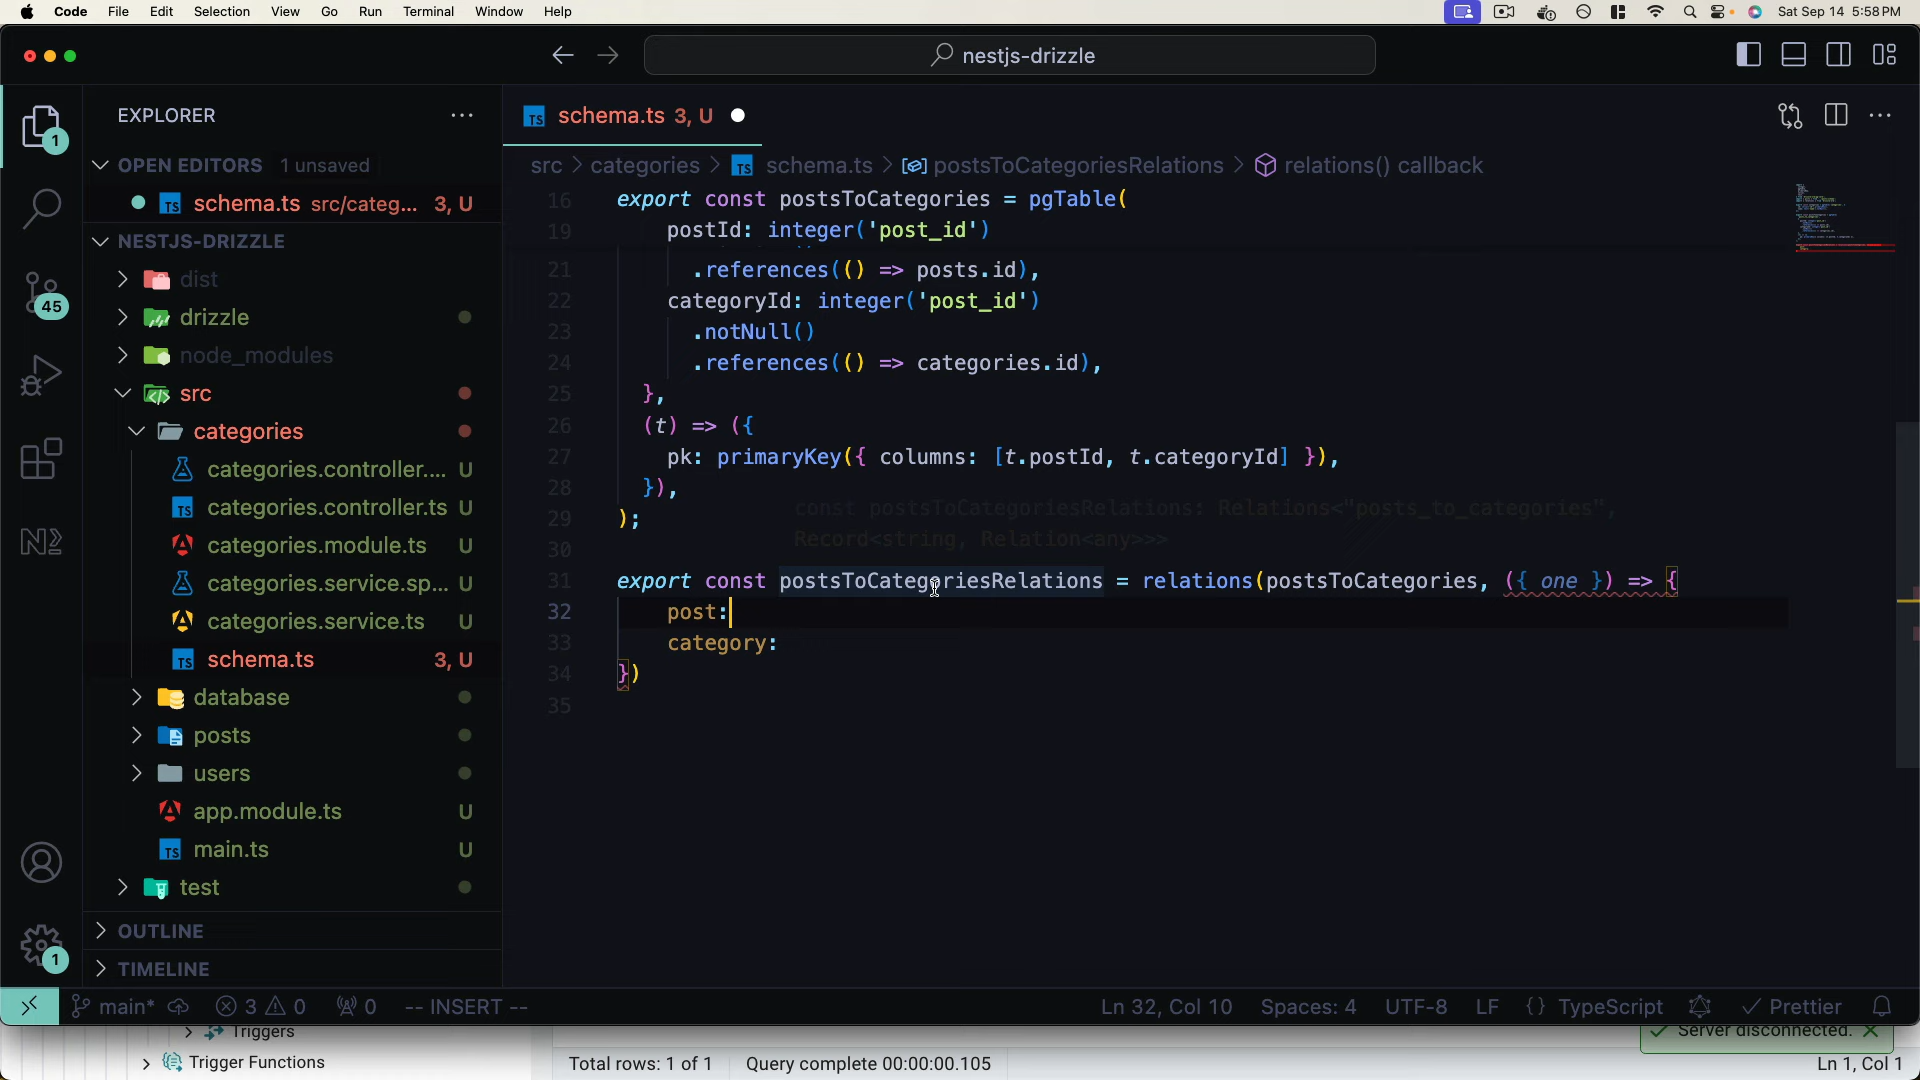 Code File Edit Selection View Go Run Terminal Window Help Sat Sep 14 5:58 PM
nestjs-drizzle
EXPLORER
OPEN EDITORS 1 unsaved
schema.ts src/categ... 3, U
NESTJS-DRIZZLE
dist
drizzle
node_modules
src
categories
categories.controller.... U
categories.controller.ts U
categories.module.ts U
categories.service.sp... U
categories.service.ts U
schema.ts 3, U
database
posts
users
app.module.ts U
main.ts U
test
OUTLINE
TIMELINE
1
45
1
schema.ts 3, U
src > categories > TS schema.ts > postsToCategoriesRelations > relations() callback
16 export const postsToCategories = pgTable(
19 postId: integer('post_id')
21 .references(() => posts.id),
22 categoryId: integer('post_id')
23 .notNull()
24 .references(() => categories.id),
25 },
26 (t) => ({
27 pk: primaryKey({ columns: [t.postId, t.categoryId] }),
28 }),
const postsToCategoriesRelations: Relations<"posts_to_categories",
29 );
Record<string, Relation<any>>>
30
31 export const postsToCategoriesRelations = relations(postsToCategories, ({ one }) => {
32 post:
33 category:
34 })
35
main* 3 0 0 -- INSERT -- Ln 32, Col 10 Spaces: 4 UTF-8 LF {} TypeScript Prettier
Triggers
Trigger Functions
Total rows: 1 of 1 Query complete 00:00:00.105
Server disconnected.
Ln 1, Col 1